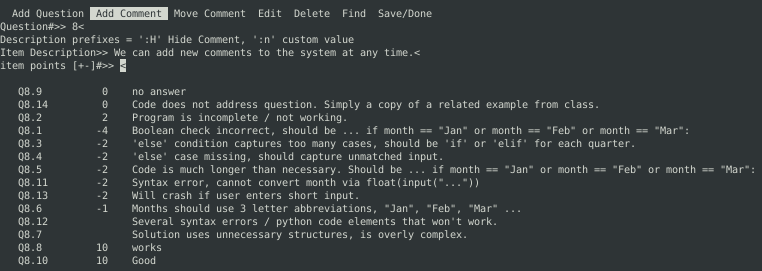 Add Question  Add Comment  Move Comment  Edit  Delete  Find  Save/Done
Question#>> 8<
Description prefixes = ':H' Hide Comment, ':n' custom value
Item Description>> We can add new comments to the system at any time.<
item points [+-]#>> <
Q8.9 0 no answer
Q8.14 0 Code does not address question. Simply a copy of a related example from class.
Q8.2 2 Program is incomplete / not working.
Q8.1 -4 Boolean check incorrect, should be ... if month == "Jan" or month == "Feb" or month == "Mar":
Q8.3 -2 'else' condition captures too many cases, should be 'if' or 'elif' for each quarter.
Q8.4 -2 'else' case missing, should capture unmatched input.
Q8.5 -2 Code is much longer than necessary. Should be ... if month == "Jan" or month == "Feb" or month == "Mar":
Q8.11 -2 Syntax error, cannot convert month via float(input("..."))
Q8.13 -2 Will crash if user enters short input.
Q8.6 -1 Months should use 3 letter abbreviations, "Jan", "Feb", "Mar" ...
Q8.12 Several syntax errors / python code elements that won't work.
Q8.7 Solution uses unnecessary structures, is overly complex.
Q8.8 10 works
Q8.10 10 Good